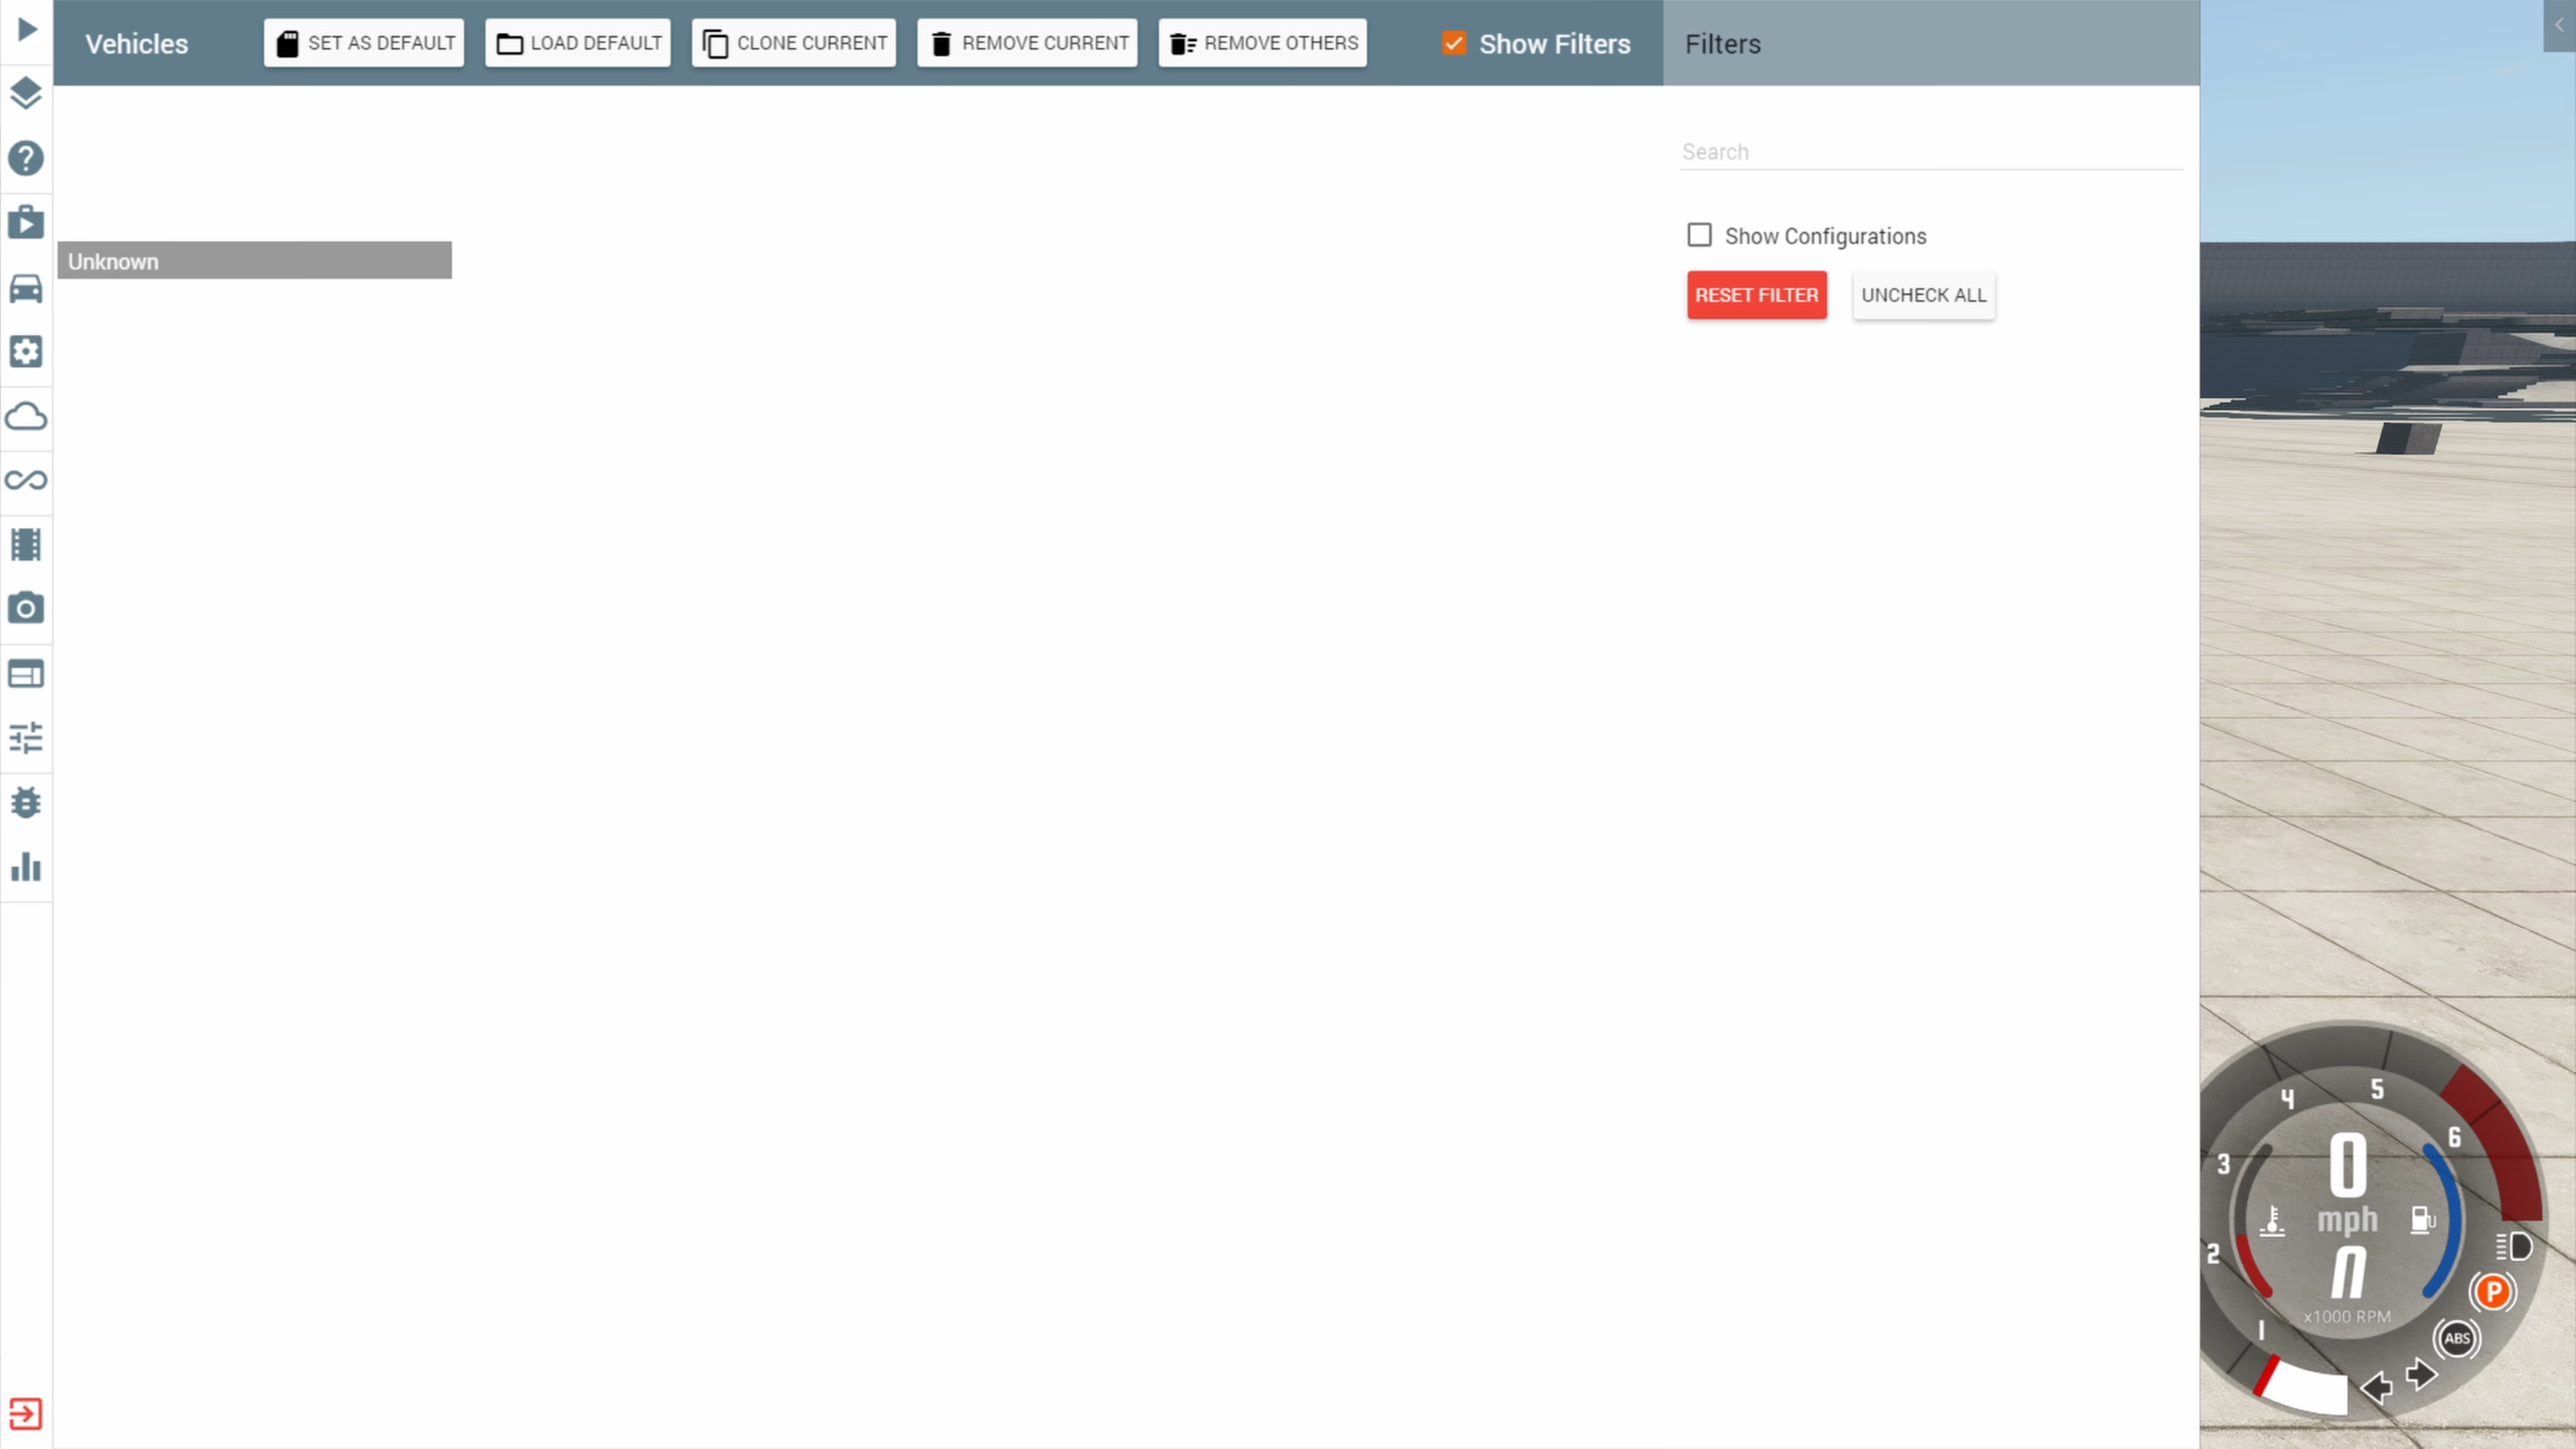 Vehicles
SET AS DEFAULT
LOAD DEFAULT
CLONE CURRENT
REMOVE CURRENT
REMOVE OTHERS
Show Filters
Filters
Search
Unknown
Show Configurations
RESET FILTER
UNCHECK ALL
5
4
6
3
0
mph
2
n
P
x1000 RPM
1
ABS